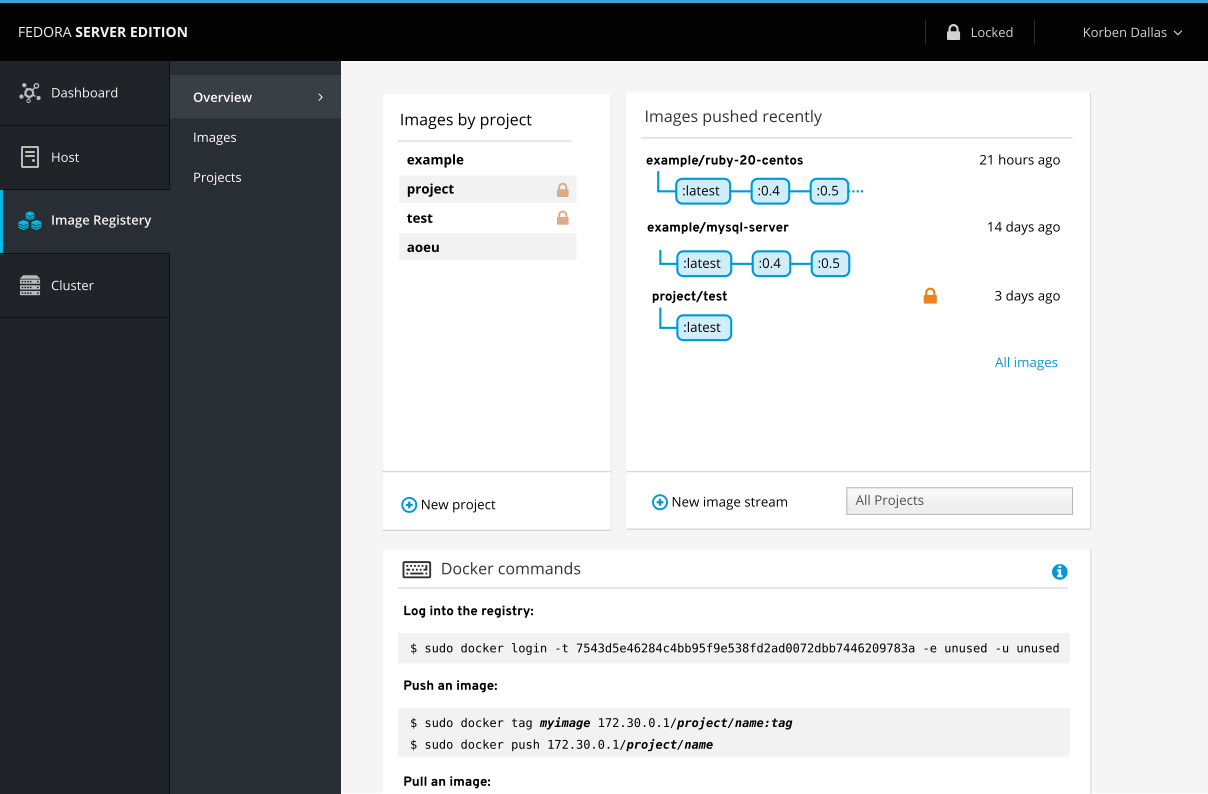 FEDORA SERVER EDITION
Locked
Korben Dallas
Dashboard
Host
Image Registery
Cluster
Overview
Images
Projects
Images by project
example
project
test
aoeu
New project
Images pushed recently
example/ruby-20-centos 21 hours ago
:latest :0.4 :0.5
example/mysql-server 14 days ago
:latest :0.4 :0.5
project/test 3 days ago
:latest
All images
New image stream All Projects
Docker commands
Log into the registry:
$ sudo docker login -t 7543d5e46284c4bb95f9e538fd2ad0072dbb7446209783a -e unused -u unused
Push an image:
$ sudo docker tag myimage 172.30.0.1/project/name:tag
$ sudo docker push 172.30.0.1/project/name
Pull an image: